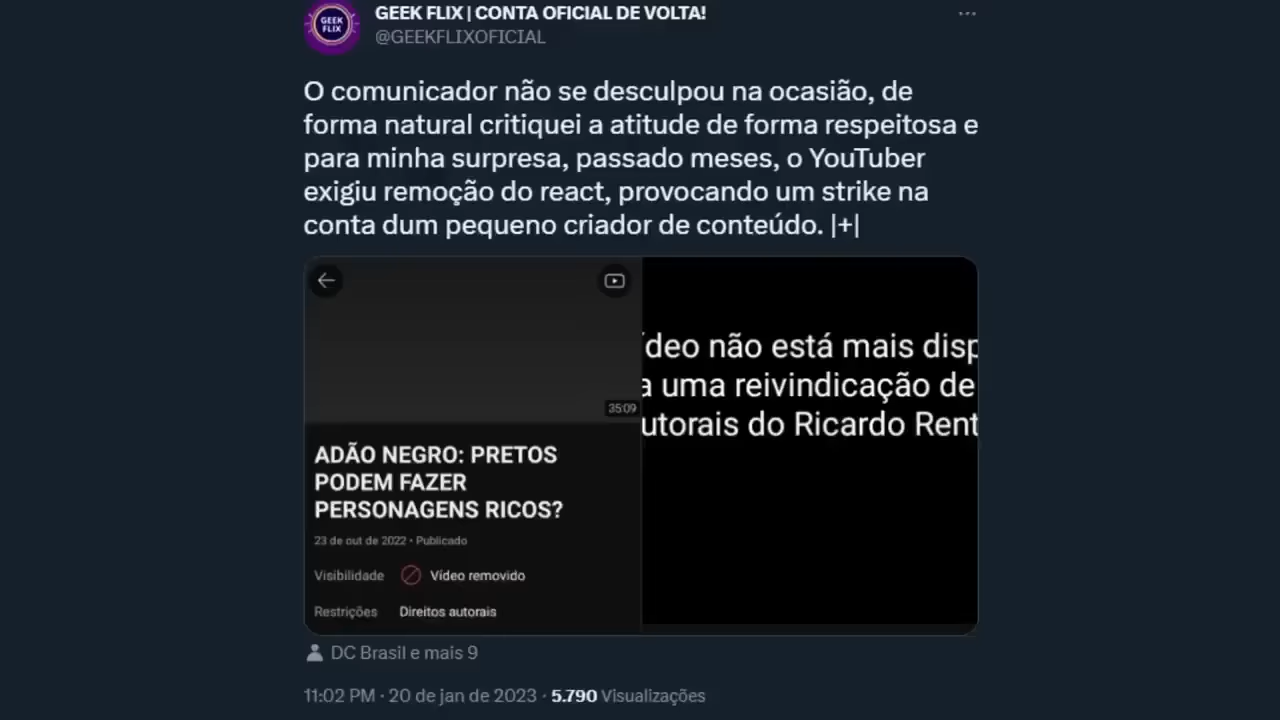 GEEK FLIX
GEEK FLIX | CONTA OFICIAL DE VOLTA!
@GEEKFLIXOFICIAL
O comunicador não se desculpou na ocasião, de
forma natural critiquei a atitude de forma respeitosa e
para minha surpresa, passado meses, o YouTuber
exigiu remoção do react, provocando um strike na
conta dum pequeno criador de conteúdo. |+|
35:09
ADÃO NEGRO: PRETOS
PODEM FAZER
PERSONAGENS RICOS?
23 de out de 2022 • Publicado
Visibilidade Vídeo removido
Restrições Direitos autorais
ídeo não está mais disp
a uma reivindicação de
utorais do Ricardo Rent
DC Brasil e mais 9
11:02 PM · 20 de jan de 2023 · 5.790 Visualizações